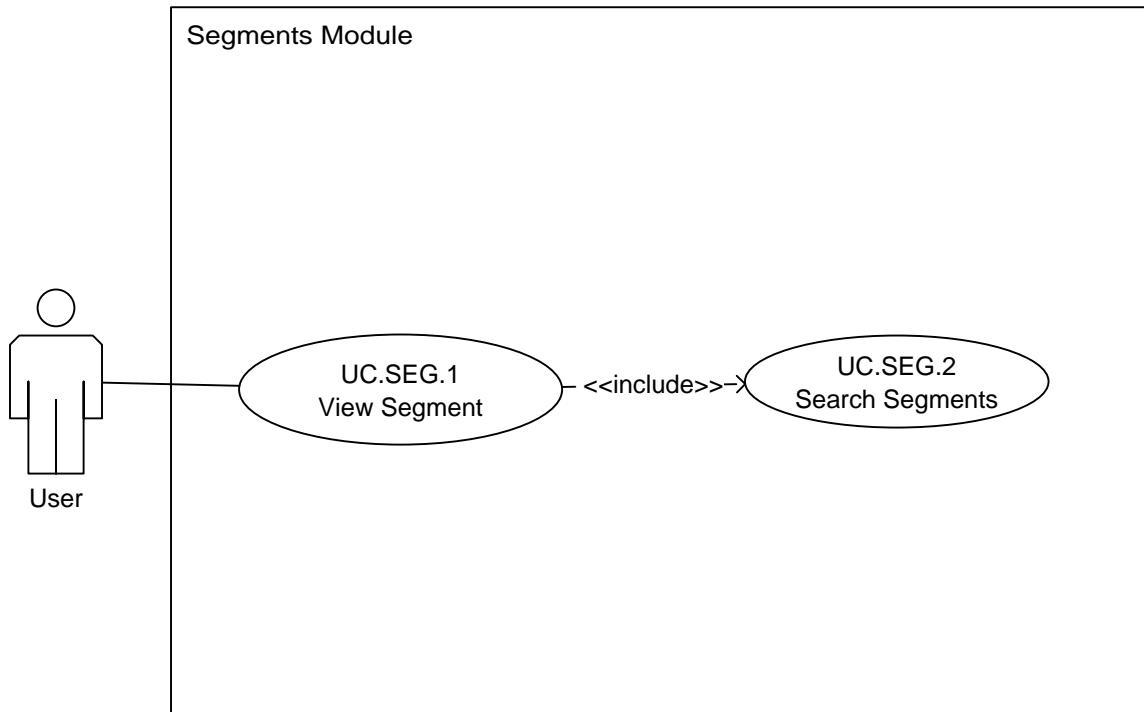 Segments Module
UC.SEG.1
View Segment
<<include>>
UC.SEG.2
Search Segments
User